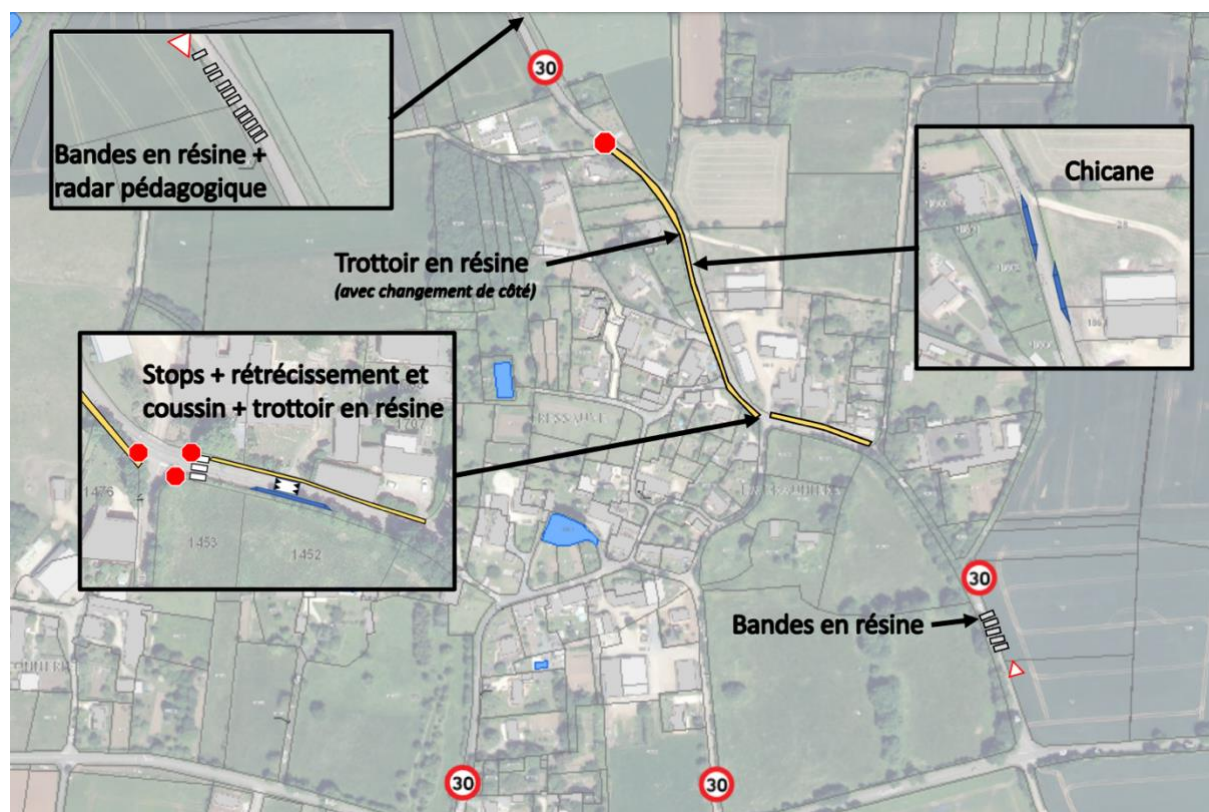 30
Bandes en résine +
radar pédagogique
Chicane
Trottoir en résine
(avec changement de côté)
Stops + rétrécissement et
coussin + trottoir en résine
1476
1453
1452
30
Bandes en résine
30
30